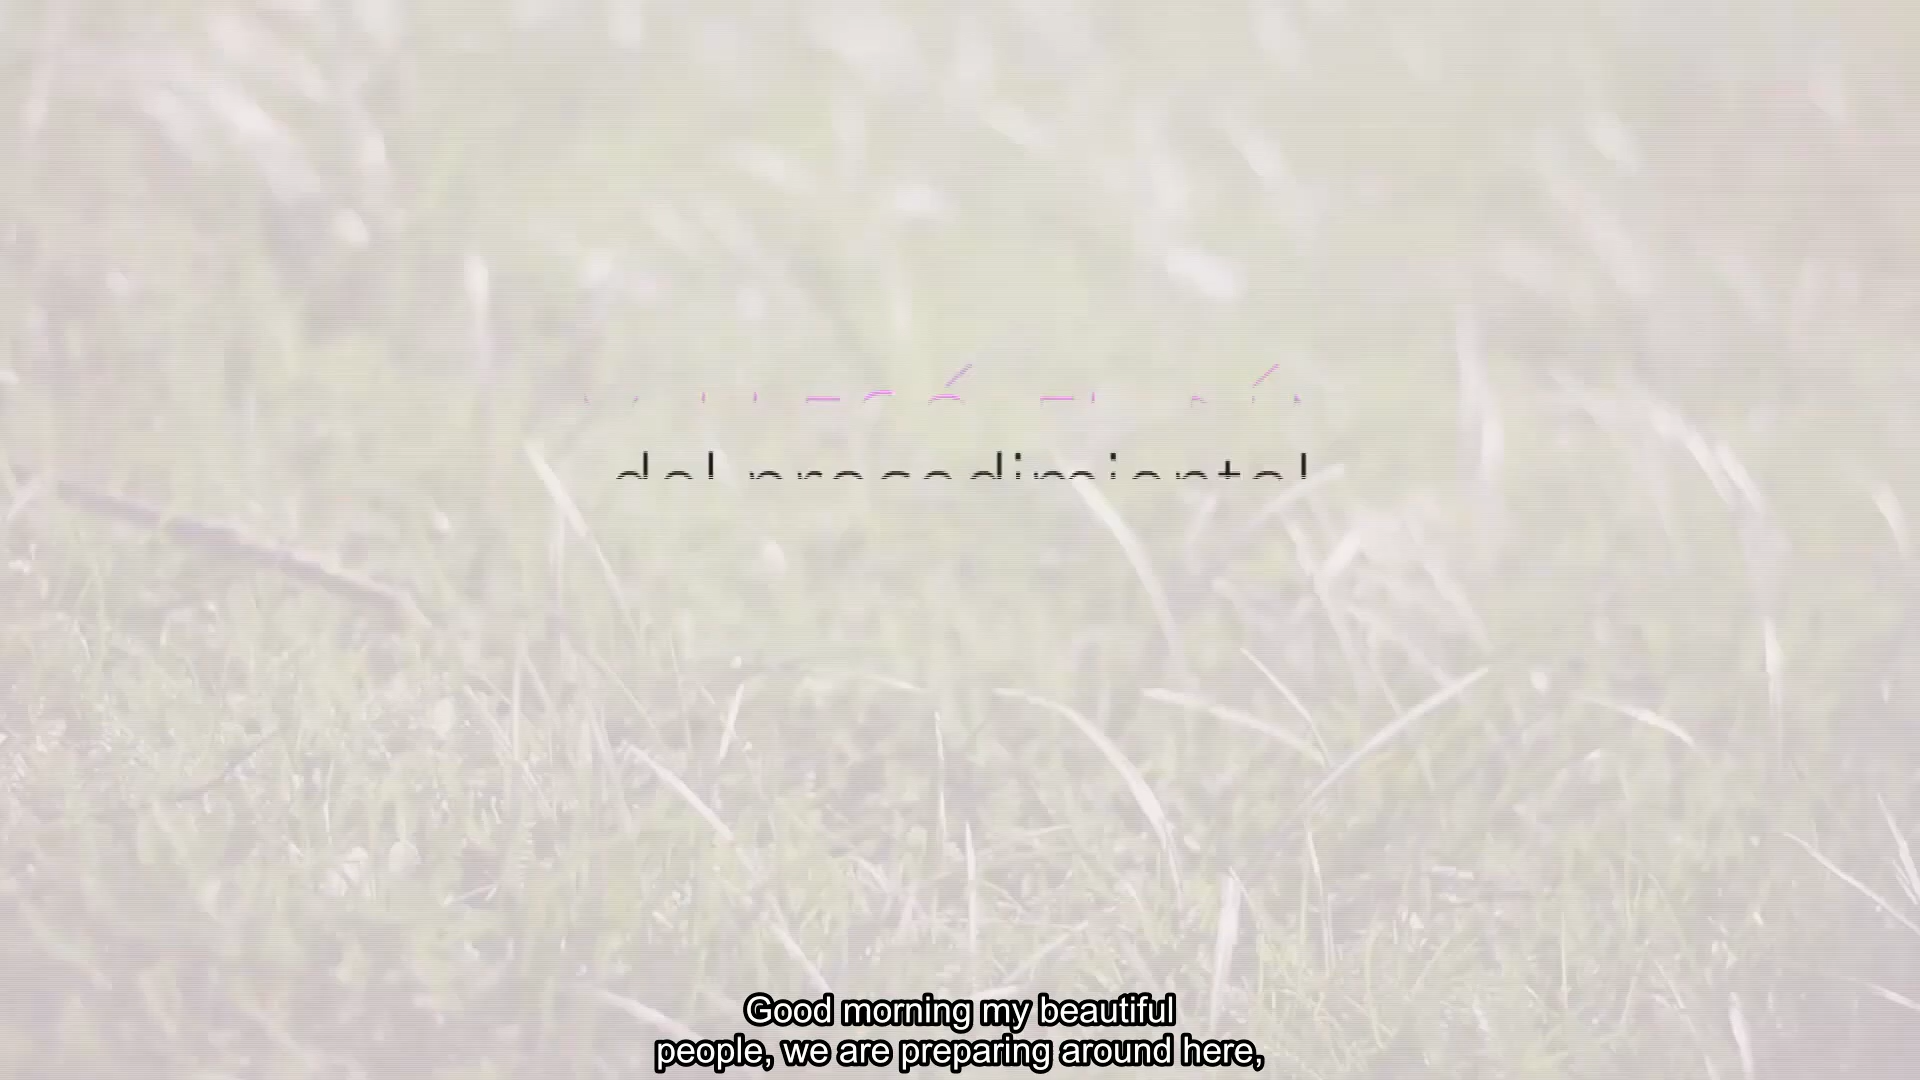 del procedimiento!
Good morning my beautiful
people, we are preparing around here,